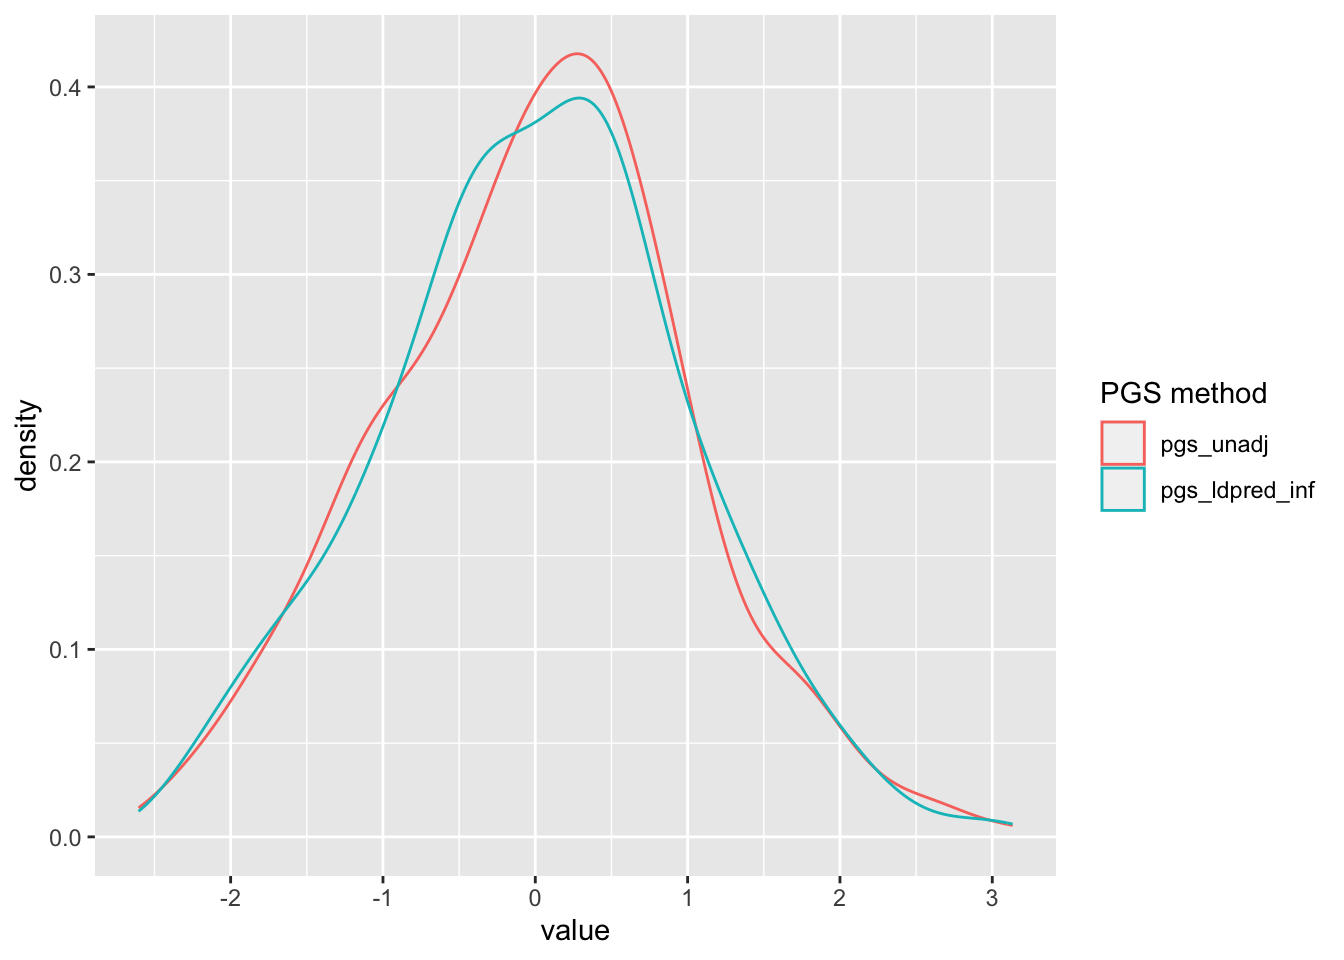 0.4
0.3
0.2
0.1
0.0
density
-2 -1 0 1 2 3
value
PGS method
pgs_unadj
pgs_ldpred_inf